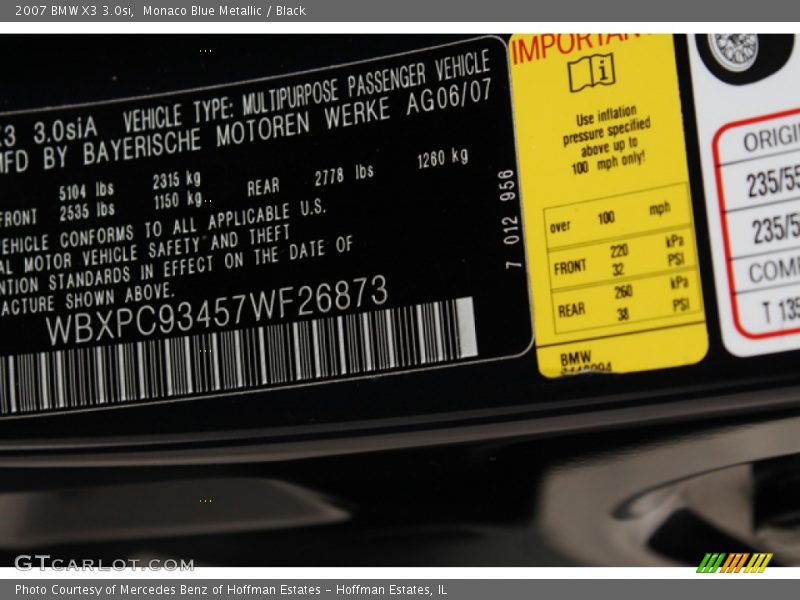 2007 BMW X3 3.0si, Monaco Blue Metallic / Black
X3 3.0siA VEHICLE TYPE: MULTIPURPOSE PASSENGER VEHICLE
MFD BY BAYERISCHE MOTOREN WERKE AG06/07
5104 lbs 2315 kg
FRONT 2535 lbs 1150 kg REAR 2778 lbs 1260 kg
VEHICLE CONFORMS TO ALL APPLICABLE U.S.
AL MOTOR VEHICLE SAFETY AND THEFT
NTION STANDARDS IN EFFECT ON THE DATE OF
ACTURE SHOWN ABOVE.
WBXPC93457WF26873
7 012 956
IMPORTAN
i
Use inflation
pressure specified
above up to
100 mph only!
over 100 mph
FRONT 220 kPa
32 PSI
REAR 260 kPa
38 PSI
BMW
ORIGI
235/55
235/5
COM
T 135
GTCARLOT.COM
Photo Courtesy of Mercedes Benz of Hoffman Estates - Hoffman Estates, IL